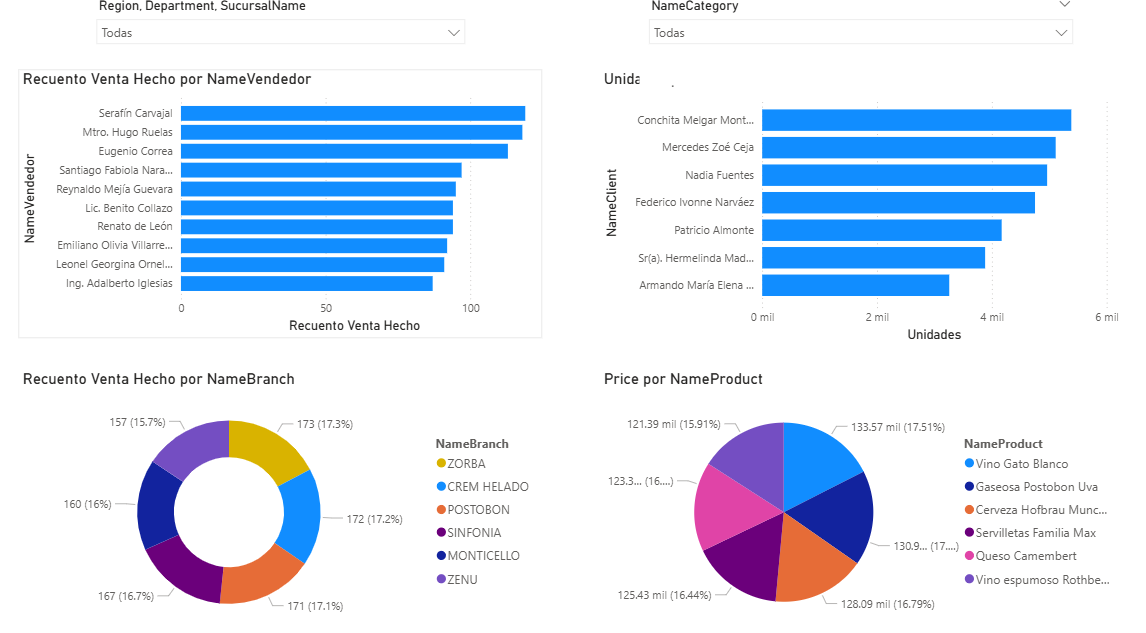 Region, Department, SucursalName
Todas
NameCategory
Todas
Recuento Venta Hecho por NameVendedor
NameVendedor
Serafín Carvajal
Mtro. Hugo Ruelas
Eugenio Correa
Santiago Fabiola Nara...
Reynaldo Mejía Guevara
Lic. Benito Collazo
Renato de León
Emiliano Olivia Villarre...
Leonel Georgina Ornel...
Ing. Adalberto Iglesias
0 50 100
Recuento Venta Hecho
NameClient
Conchita Melgar Mont...
Mercedes Zoé Ceja
Nadia Fuentes
Federico Ivonne Narváez
Patricio Almonte
Sr(a). Hermelinda Mad...
Armando María Elena ...
0 mil 2 mil 4 mil 6 mil
Unidades
Recuento Venta Hecho por NameBranch
157 (15.7%)
173 (17.3%)
160 (16%)
172 (17.2%)
167 (16.7%)
171 (17.1%)
NameBranch
ZORBA
CREM HELADO
POSTOBON
SINFONIA
MONTICELLO
ZENU
Price por NameProduct
121.39 mil (15.91%)
133.57 mil (17.51%)
123.3... (16....)
130.9... (17....)
125.43 mil (16.44%)
128.09 mil (16.79%)
NameProduct
Vino Gato Blanco
Gaseosa Postobon Uva
Cerveza Hofbrau Munc...
Servilletas Familia Max
Queso Camembert
Vino espumoso Rothbe...